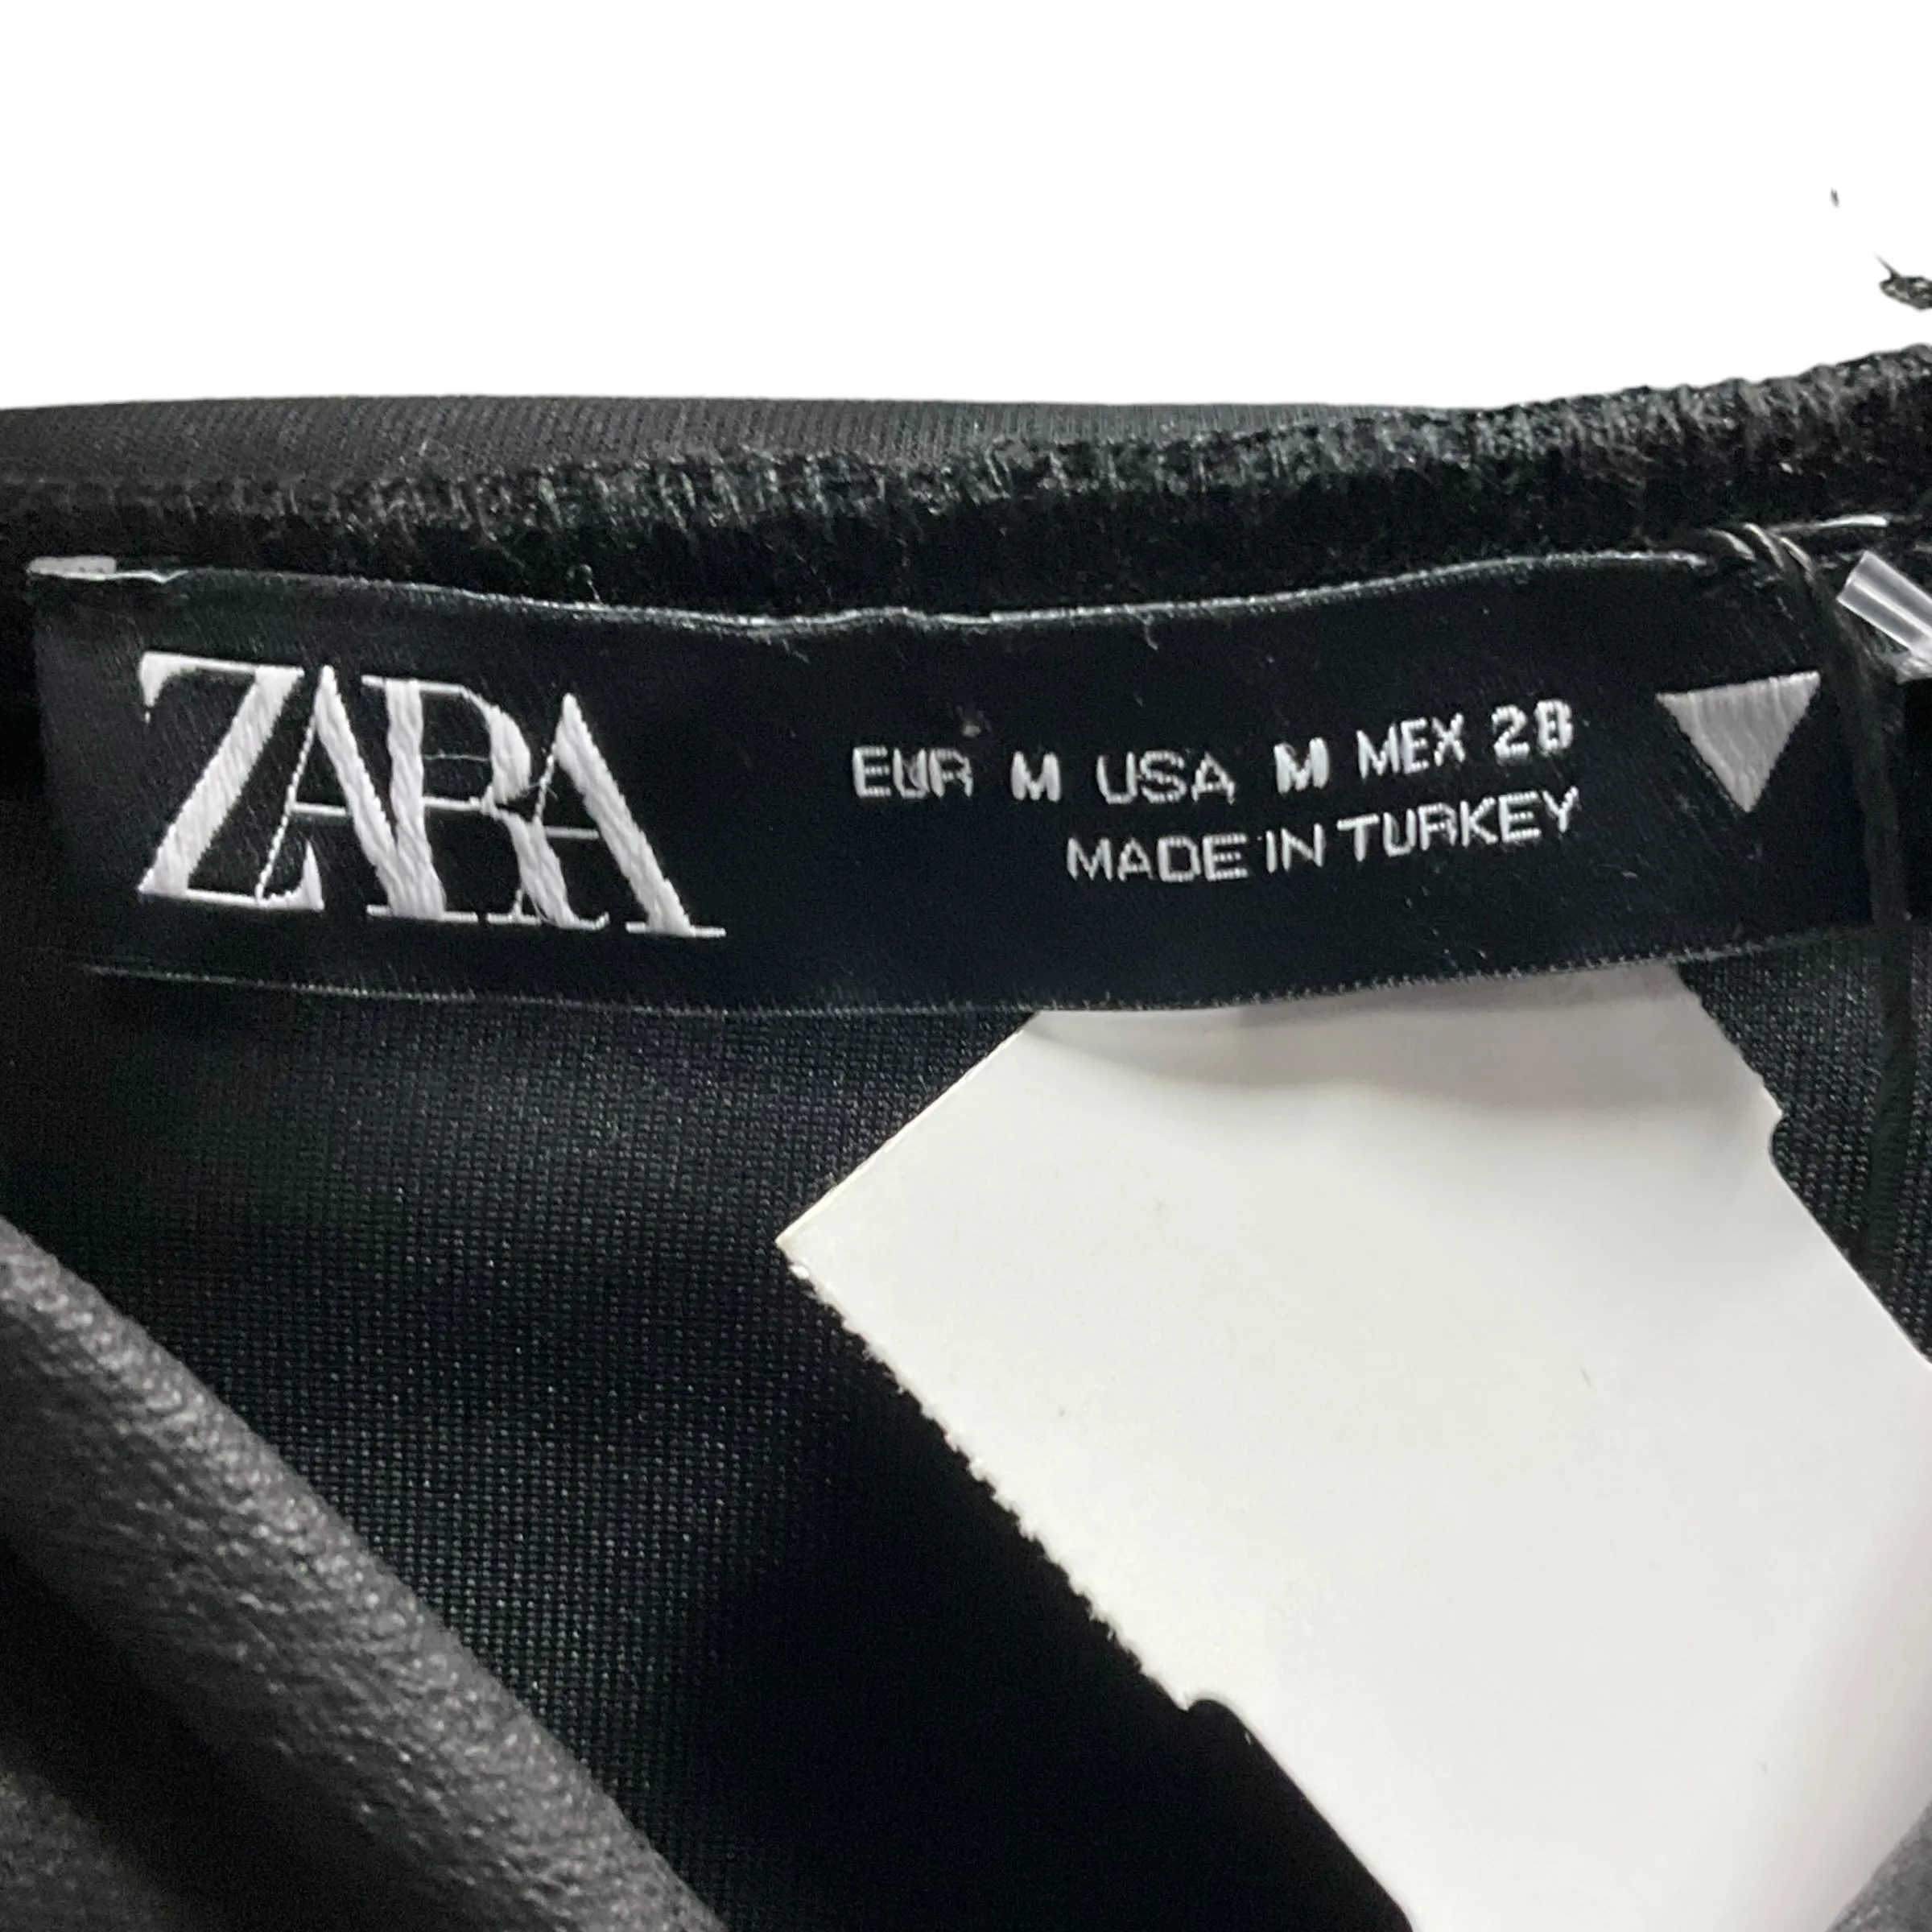 ZARA
EUR M USA M MEX 28
MADE IN TURKEY